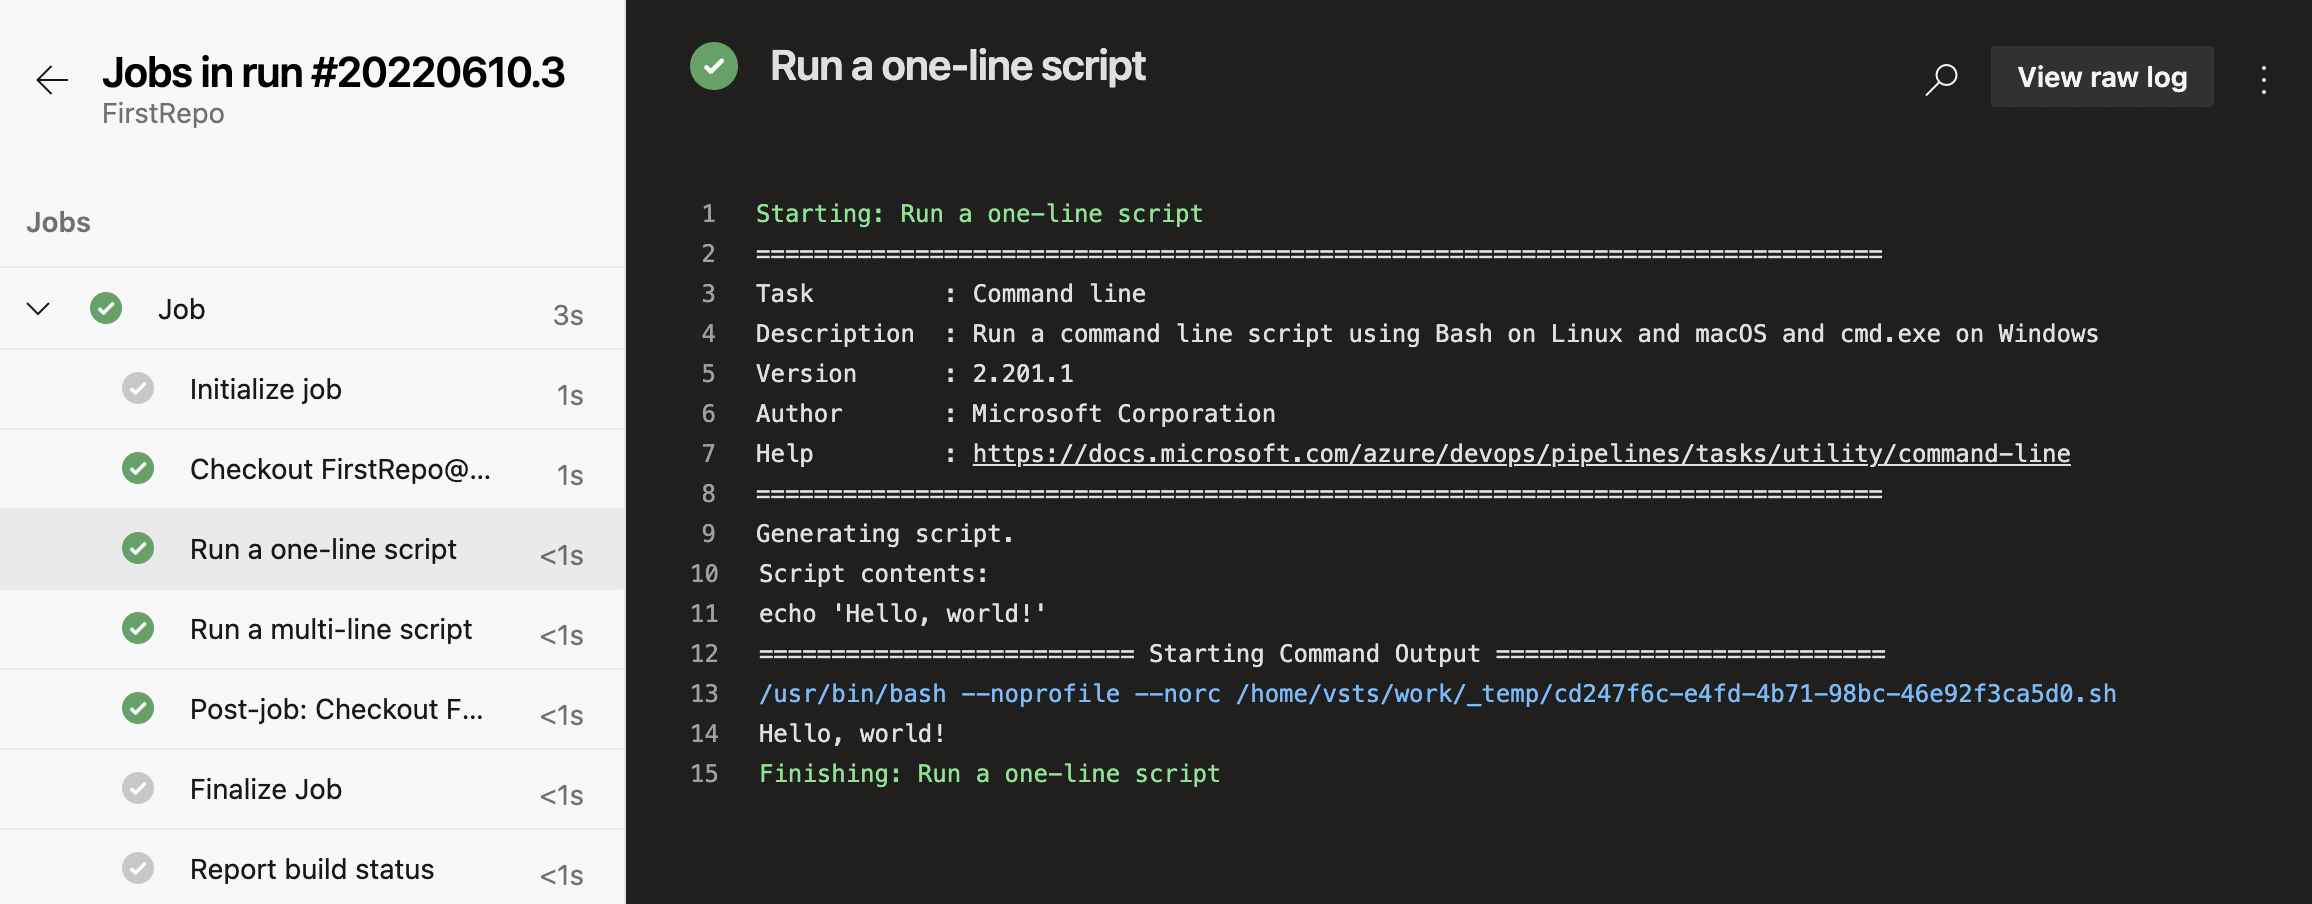 Jobs in run #20220610.3
FirstRepo
Jobs
Job 3s
Initialize job 1s
Checkout FirstRepo@... 1s
Run a one-line script <1s
Run a multi-line script <1s
Post-job: Checkout F... <1s
Finalize Job <1s
Report build status <1s
Run a one-line script
View raw log
1 Starting: Run a one-line script
2 ==============================================================================
3 Task         : Command line
4 Description  : Run a command line script using Bash on Linux and macOS and cmd.exe on Windows
5 Version      : 2.201.1
6 Author       : Microsoft Corporation
7 Help         : https://docs.microsoft.com/azure/devops/pipelines/tasks/utility/command-line
8 ==============================================================================
9 Generating script.
10 Script contents:
11 echo 'Hello, world!'
12 ========================== Starting Command Output ===========================
13 /usr/bin/bash --noprofile --norc /home/vsts/work/_temp/cd247f6c-e4fd-4b71-98bc-46e92f3ca5d0.sh
14 Hello, world!
15 Finishing: Run a one-line script